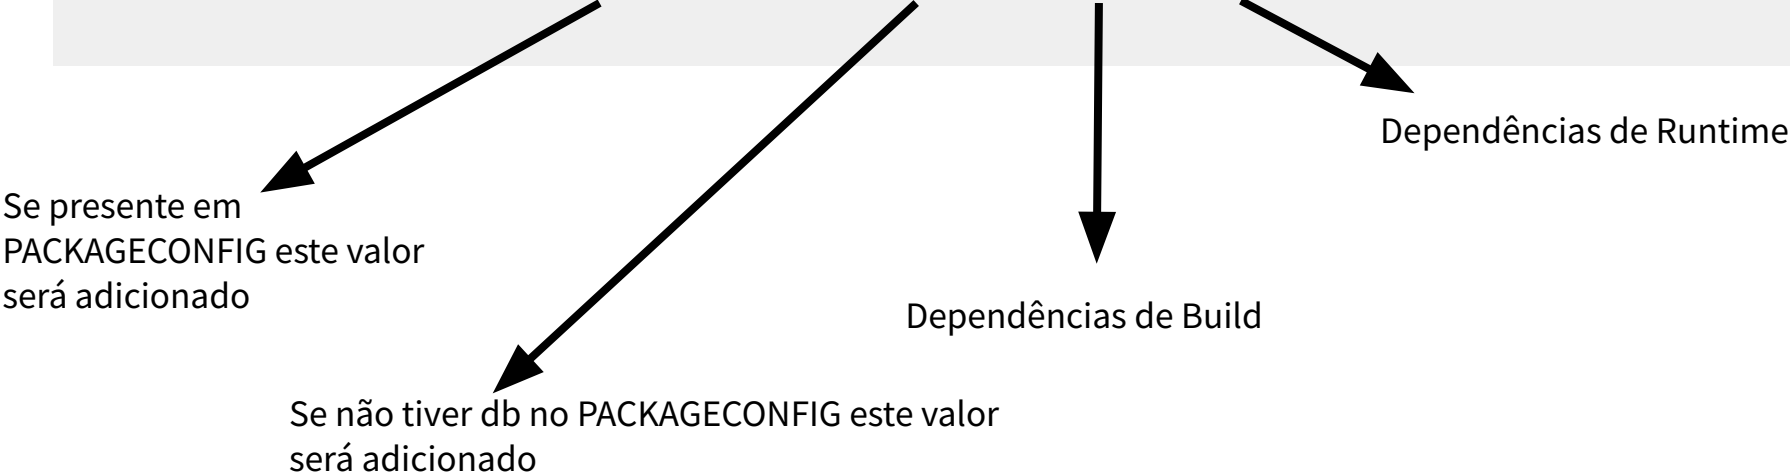 Dependências de Runtime
Se presente em
PACKAGECONFIG este valor
será adicionado
Dependências de Build
Se não tiver db no PACKAGECONFIG este valor
será adicionado